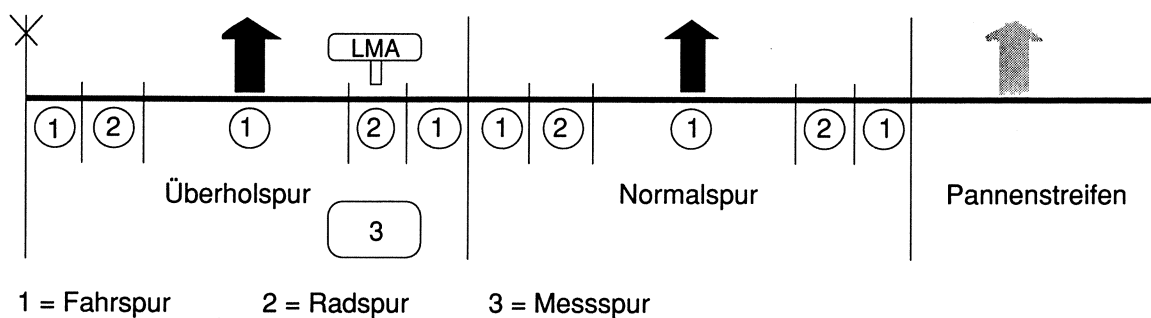 LMA
1 2 1 2 1 1 2 1 2 1
Überholspur Normalspur Pannenstreifen
3
1 = Fahrspur 2 = Radspur 3 = Messspur